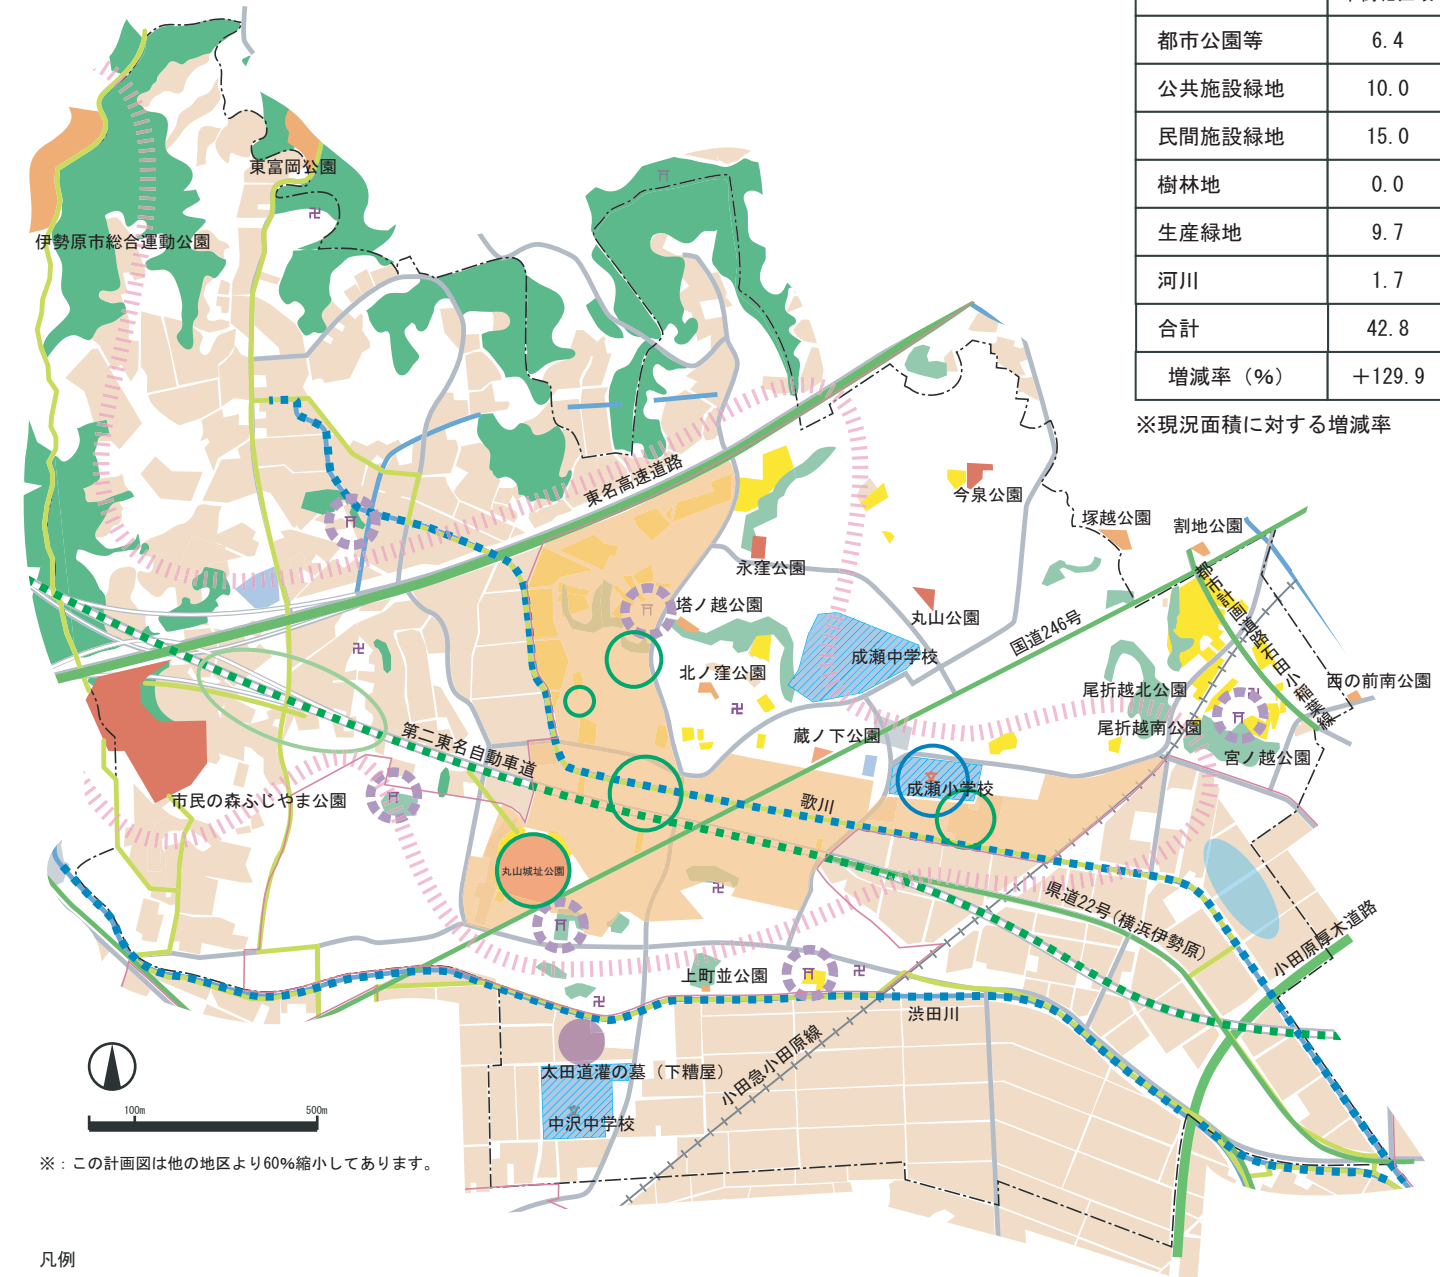 都市公園等 6.4
公共施設緑地 10.0
民間施設緑地 15.0
樹林地 0.0
生産緑地 9.7
河川 1.7
合計 42.8
増減率（%） +129.9
※現況面積に対する増減率
東富岡公園
伊勢原市総合運動公園
東名高速道路
今泉公園
塚越公園
割地公園
永窪公園
塔ノ越公園
丸山公園
国道246号
都市計画道路石田小稲葉線
成瀬中学校
北ノ窪公園
尾折越北公園
西の前南公園
尾折越南公園
蔵ノ下公園
宮ノ越公園
第二東名自動車道
成瀬小学校
市民の森ふじやま公園
歌川
丸山城址公園
県道22号(横浜伊勢原)
小田原厚木道路
上町並公園
渋田川
小田急小田原線
太田道灌の墓（下糟屋）
中沢中学校
100m 500m
※：この計画図は他の地区より60%縮小してあります。
凡例